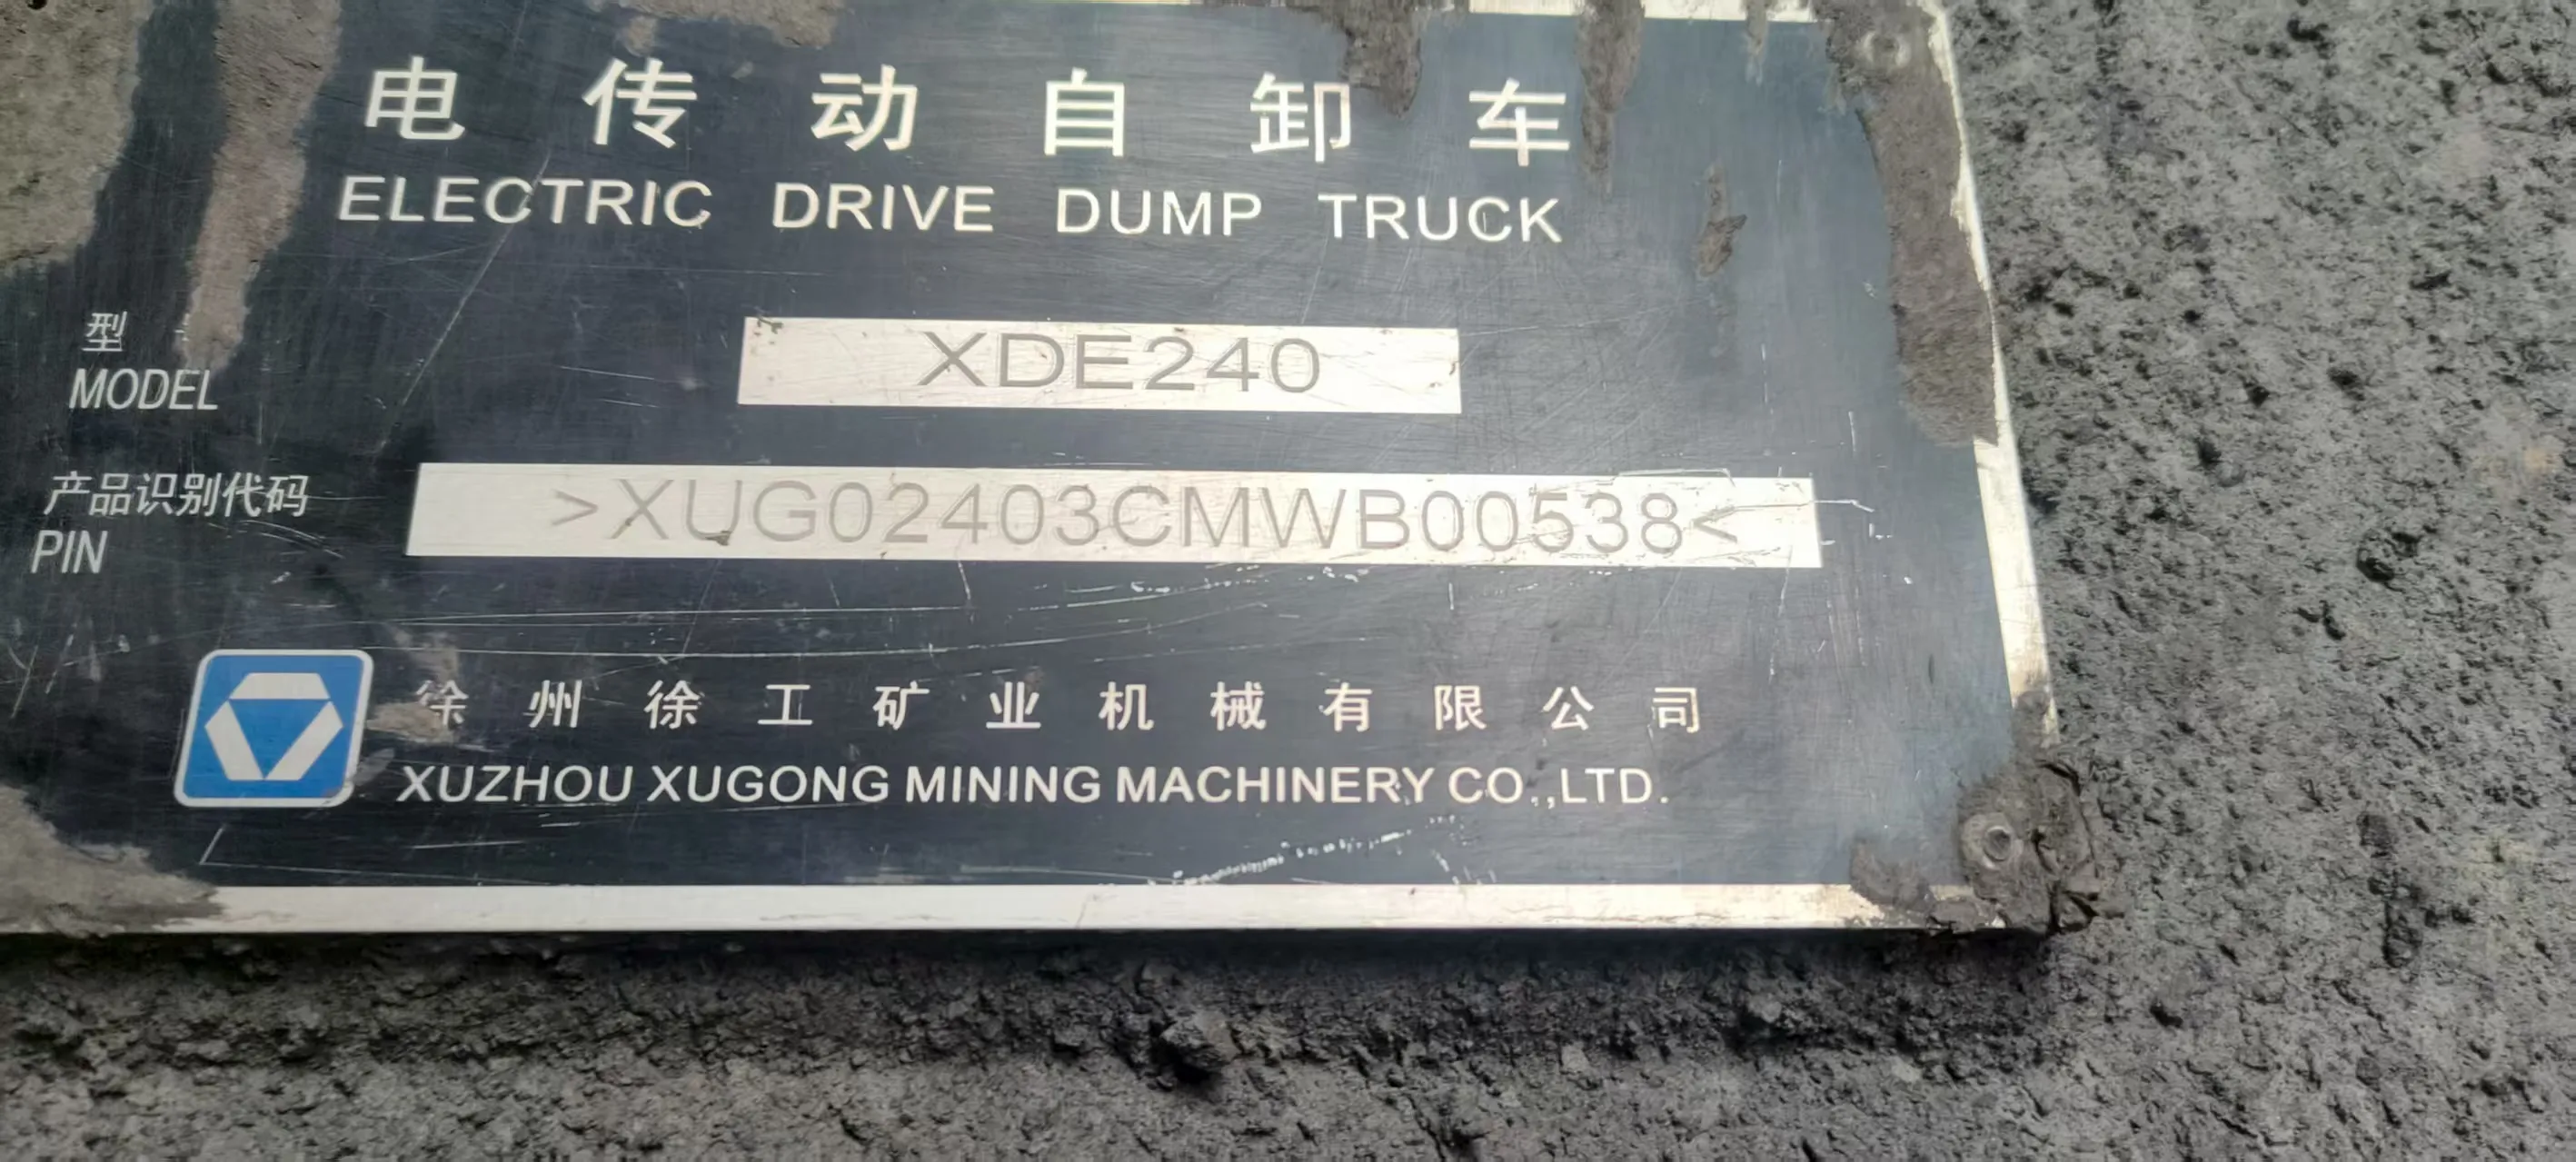 电传动自卸车
ELECTRIC DRIVE DUMP TRUCK
型
MODEL
XDE240
产品识别代码
PIN
>XUG02403CMWB00538<
徐州徐工矿业机械有限公司
XUZHOU XUGONG MINING MACHINERY CO.,LTD.